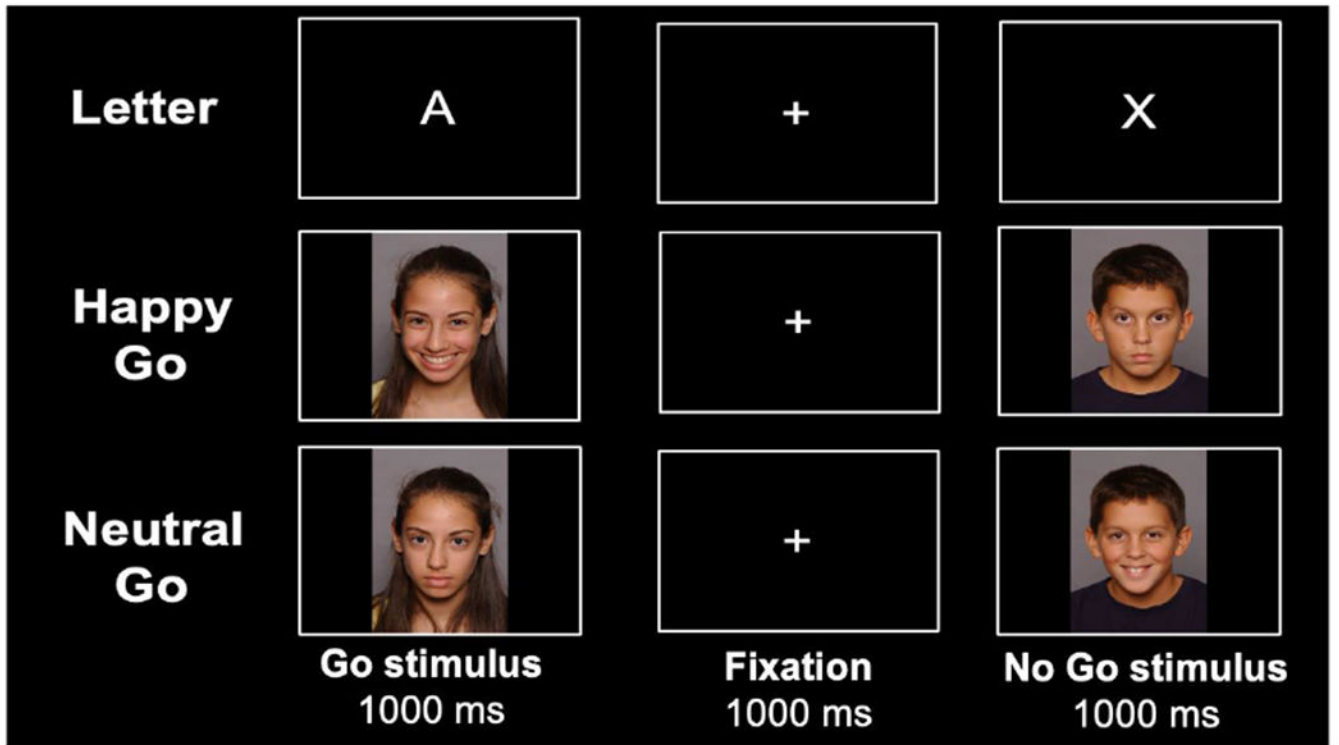 Letter
A
+
X
Happy
Go
+
Neutral
Go
+
Go stimulus
1000 ms
Fixation
1000 ms
No Go stimulus
1000 ms